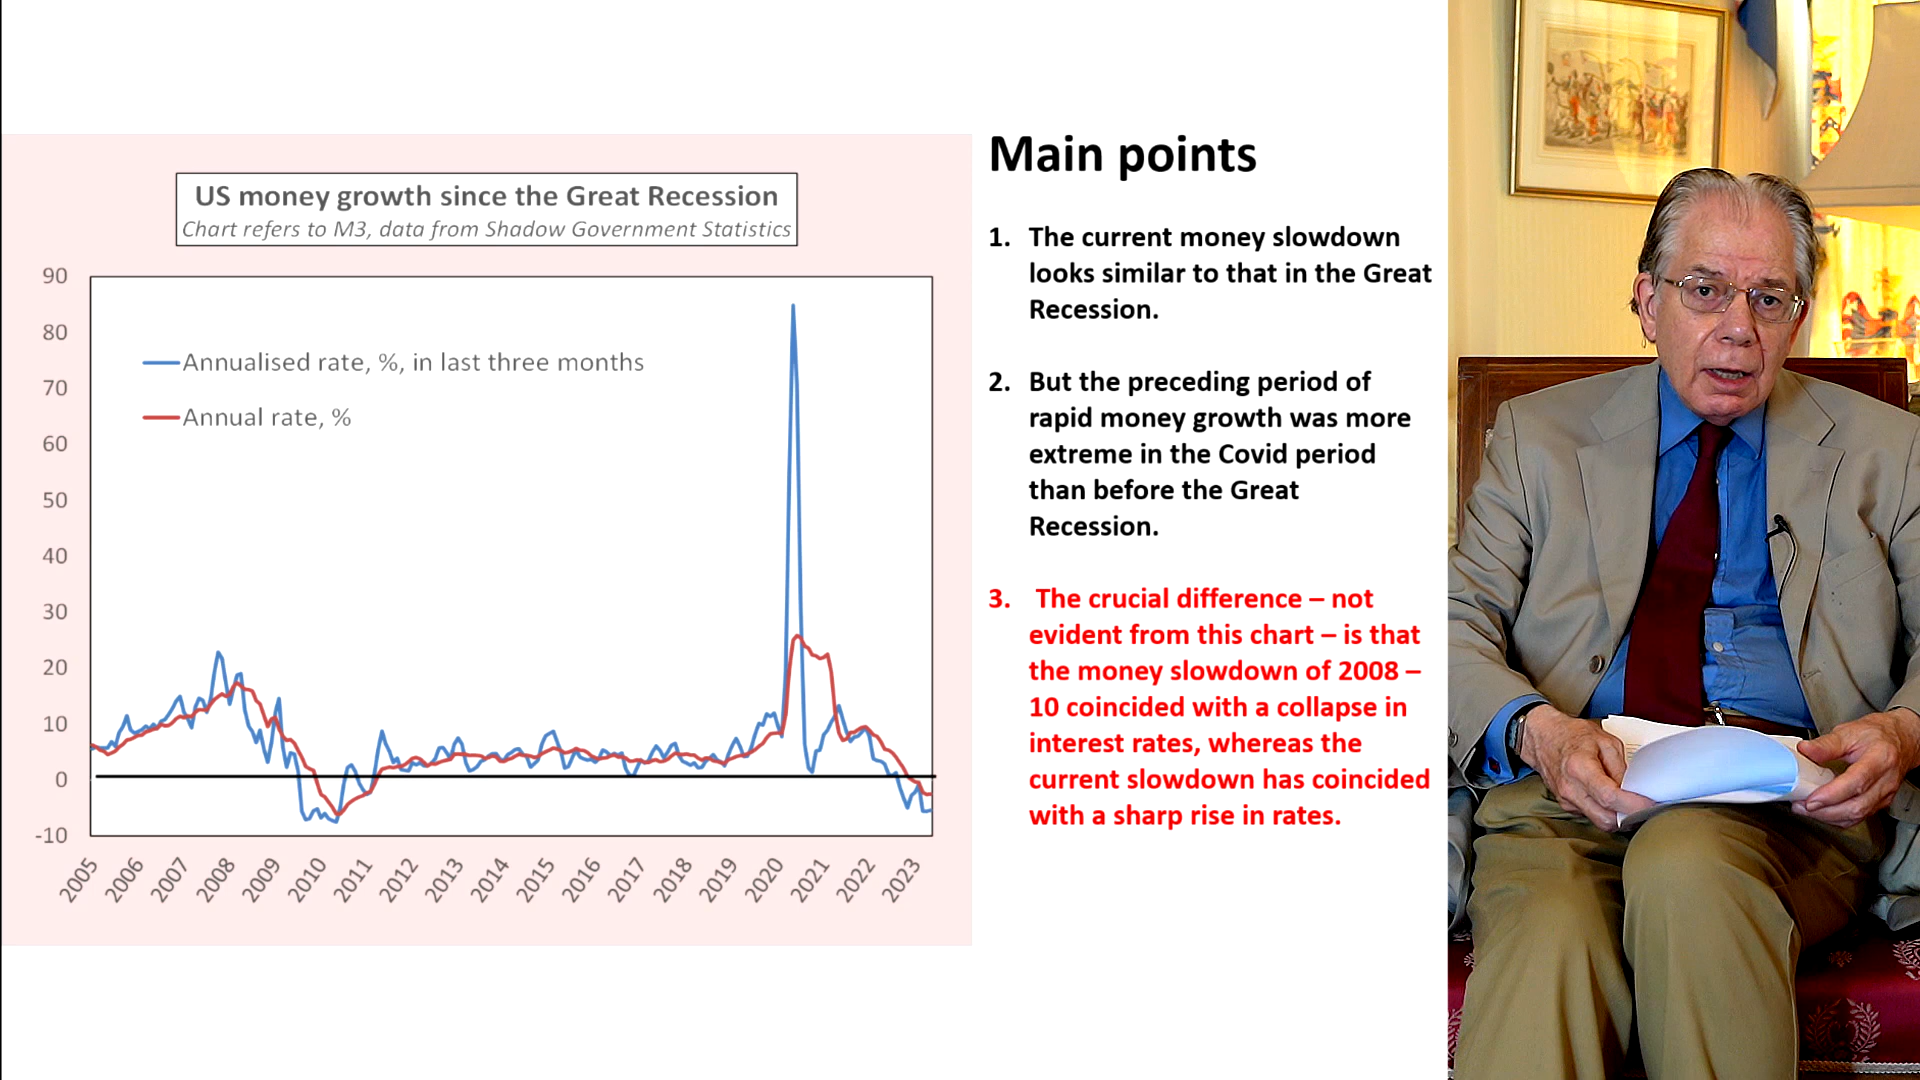 US money growth since the Great Recession
Chart refers to M3, data from Shadow Government Statistics
90
80
70
60
50
40
30
20
10
0
-10
Annualised rate, %, in last three months
Annual rate, %
2005
2006
2007
2008
2009
2010
2011
2012
2013
2014
2015
2016
2017
2018
2019
2020
2021
2022
2023
Main points
1. The current money slowdown
looks similar to that in the Great
Recession.
2. But the preceding period of
rapid money growth was more
extreme in the Covid period
than before the Great
Recession.
3. The crucial difference – not
evident from this chart – is that
the money slowdown of 2008 –
10 coincided with a collapse in
interest rates, whereas the
current slowdown has coincided
with a sharp rise in rates.